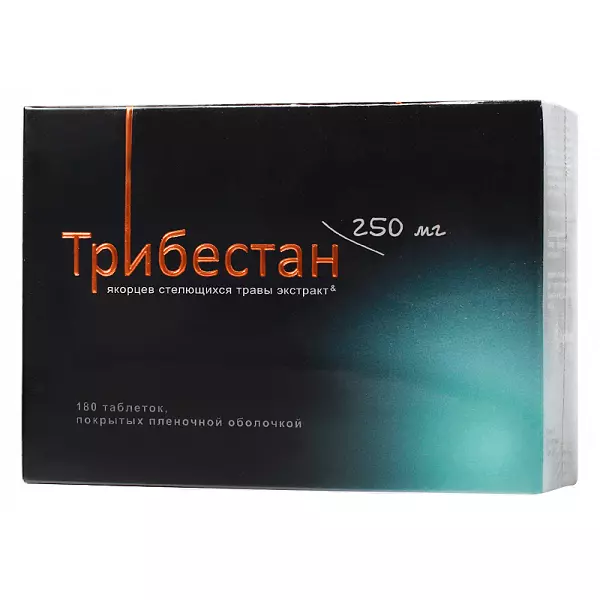 250 мг
Трибестан
якорцев стелющихся травы экстракт&
180 таблеток,
покрытых пленочной оболочкой